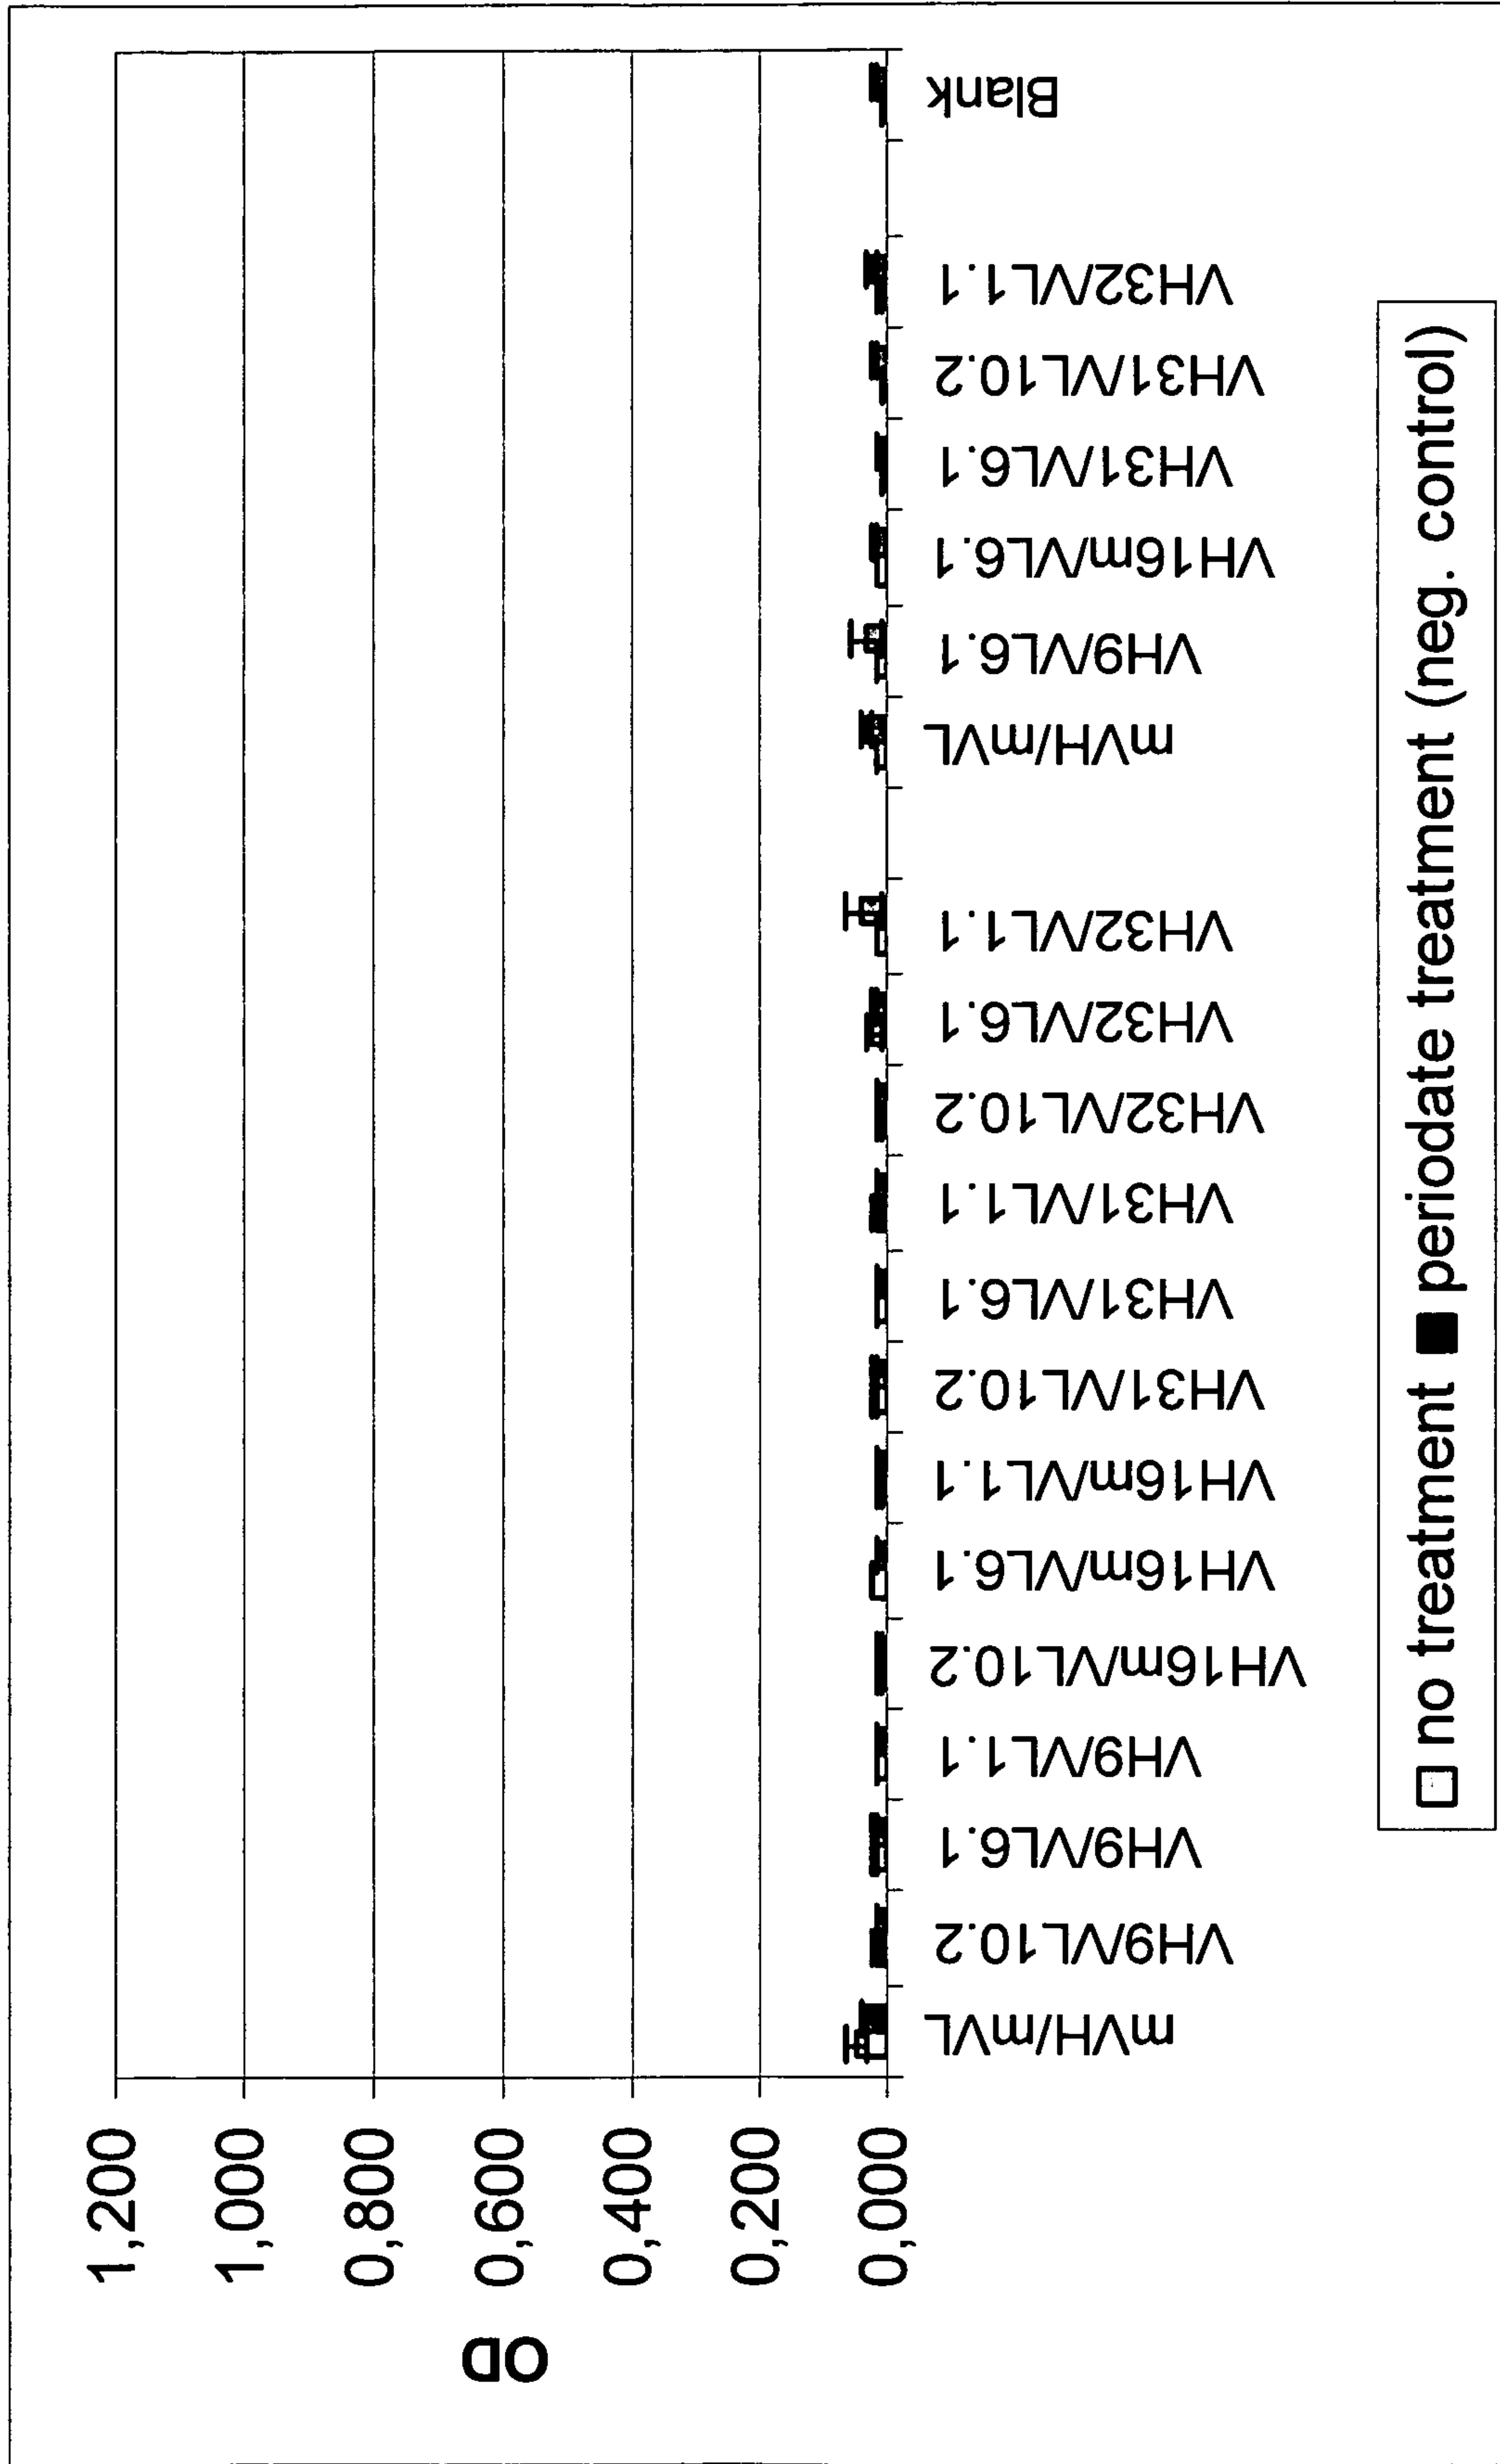 OD
1,200
1,000
0,800
0,600
0,400
0,200
0,000
mVH/mVL
VH9/VL10.2
VH9/VL6.1
VH9/VL1.1
VH16m/VL10.2
VH16m/VL6.1
VH16m/VL1.1
VH31/VL10.2
VH31/VL6.1
VH31/VL1.1
VH32/VL10.2
VH32/VL6.1
VH32/VL1.1
mVH/mVL
VH9/VL6.1
VH16m/VL6.1
VH31/VL6.1
VH31/VL10.2
VH32/VL1.1
Blank
no treatment periodate treatment (neg. control)